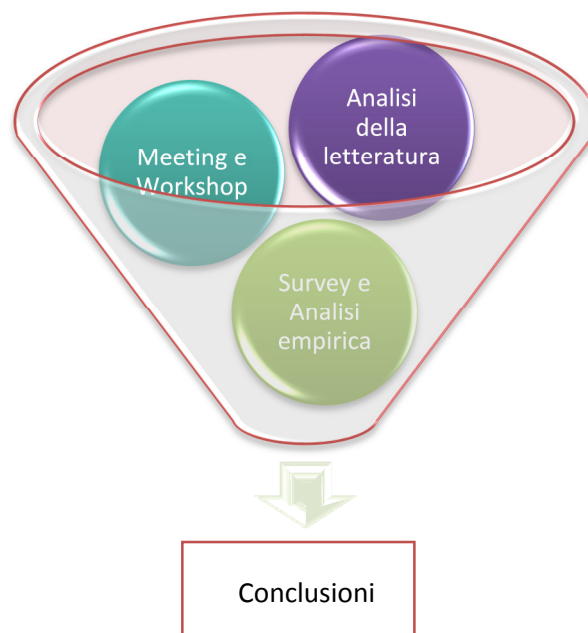 Analisi
della
letteratura
Meeting e
Workshop
Survey e
Analisi
empirica
Conclusioni